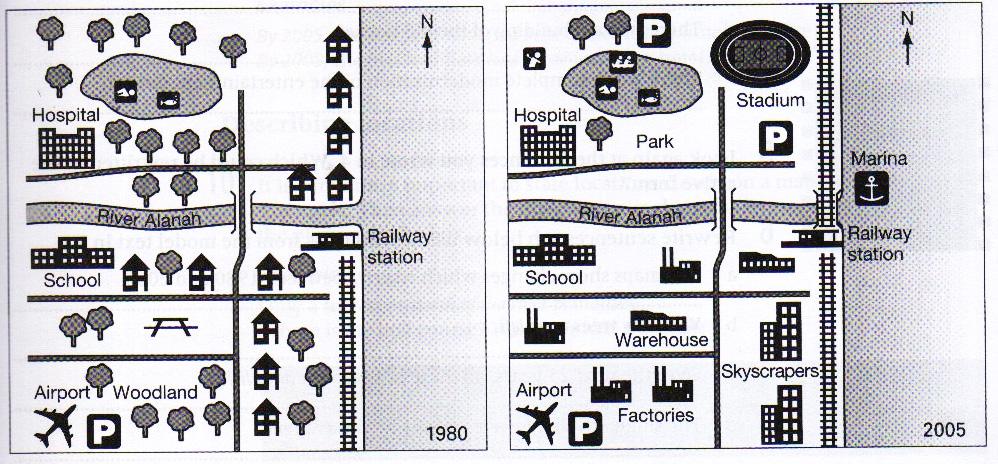 N
Hospital
River Alanah
School
Railway
station
Airport Woodland
P
1980
P
N
Stadium
Hospital
Park
P
Marina
River Alanah
School
Railway
station
Warehouse
Skyscrapers
Airport
P
Factories
2005